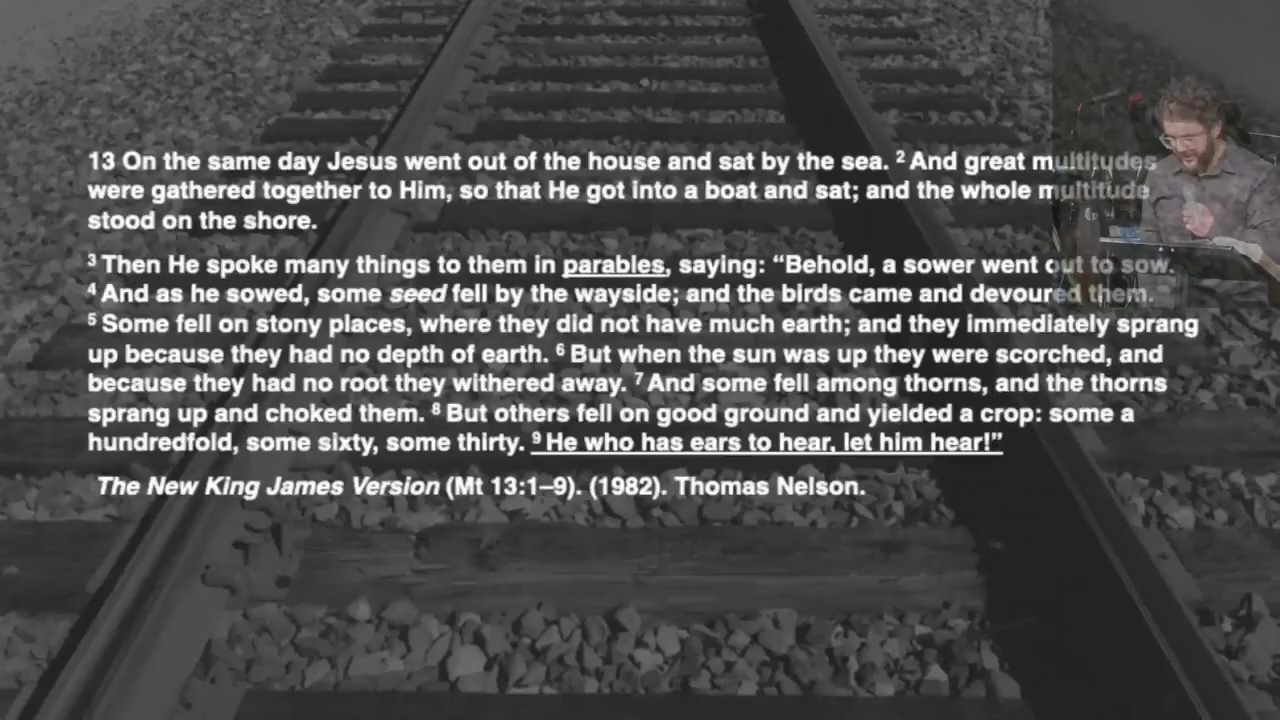 13 On the same day Jesus went out of the house and sat by the sea. 2 And great multitudes
were gathered together to Him, so that He got into a boat and sat; and the whole multitude
stood on the shore.
3 Then He spoke many things to them in parables, saying: “Behold, a sower went out to sow.
4 And as he sowed, some seed fell by the wayside; and the birds came and devoured them.
5 Some fell on stony places, where they did not have much earth; and they immediately sprang
up because they had no depth of earth. 6 But when the sun was up they were scorched, and
because they had no root they withered away. 7 And some fell among thorns, and the thorns
sprang up and choked them. 8 But others fell on good ground and yielded a crop: some a
hundredfold, some sixty, some thirty. 9 He who has ears to hear, let him hear!”
The New King James Version (Mt 13:1–9). (1982). Thomas Nelson.